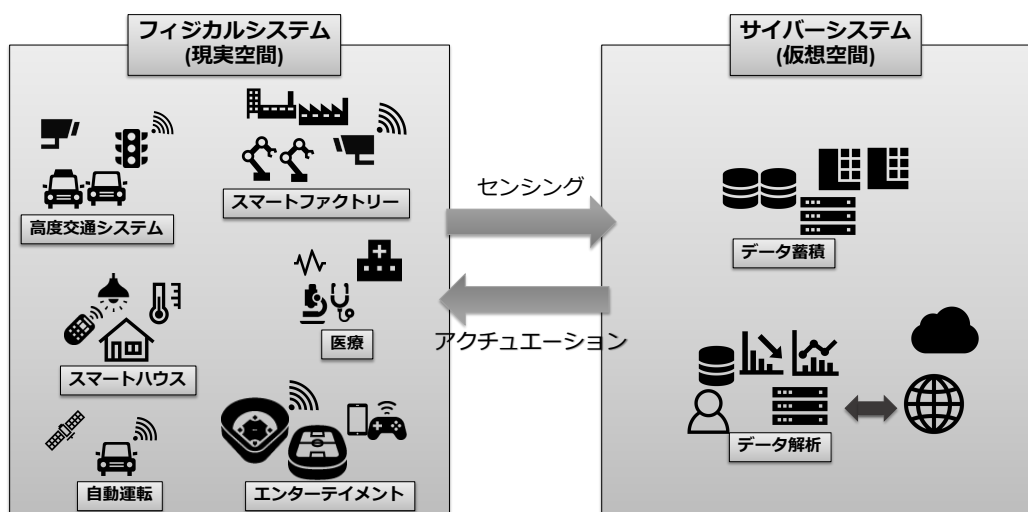 フィジカルシステム
(現実空間)
高度交通システム
スマートファクトリー
スマートハウス
医療
自動運転
エンターテイメント
センシング
アクチュエーション
サイバーシステム
(仮想空間)
データ蓄積
データ解析